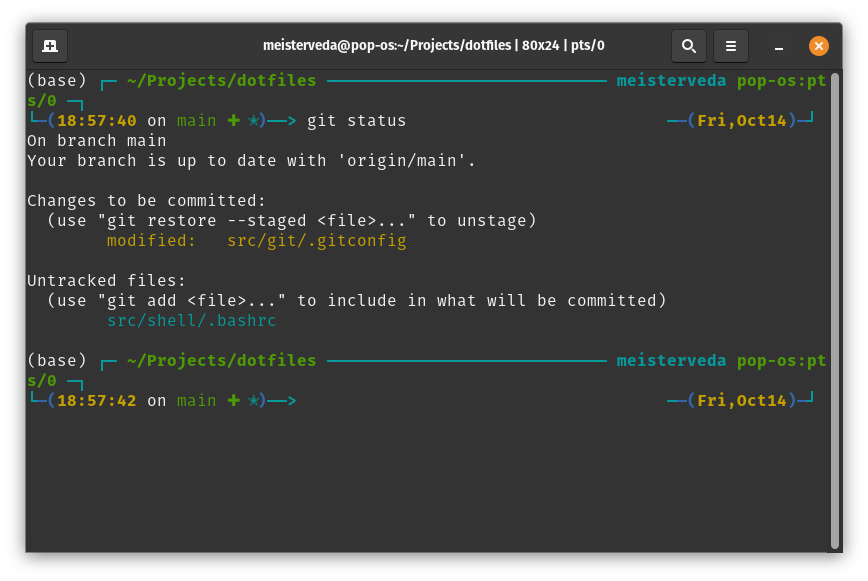 meisterveda@pop-os:~/Projects/dotfiles | 80x24 | pts/0
(base) ┌─ ~/Projects/dotfiles ──────────────────────────── meisterveda pop-os:pt
s/0 ─┐
└─(18:57:40 on main ✚ ✭)──> git status                          ──(Fri,Oct14)─┘
On branch main
Your branch is up to date with 'origin/main'.

Changes to be committed:
  (use "git restore --staged <file>..." to unstage)
        modified:   src/git/.gitconfig

Untracked files:
  (use "git add <file>..." to include in what will be committed)
        src/shell/.bashrc

(base) ┌─ ~/Projects/dotfiles ──────────────────────────── meisterveda pop-os:pt
s/0 ─┐
└─(18:57:42 on main ✚ ✭)──>                                     ──(Fri,Oct14)─┘